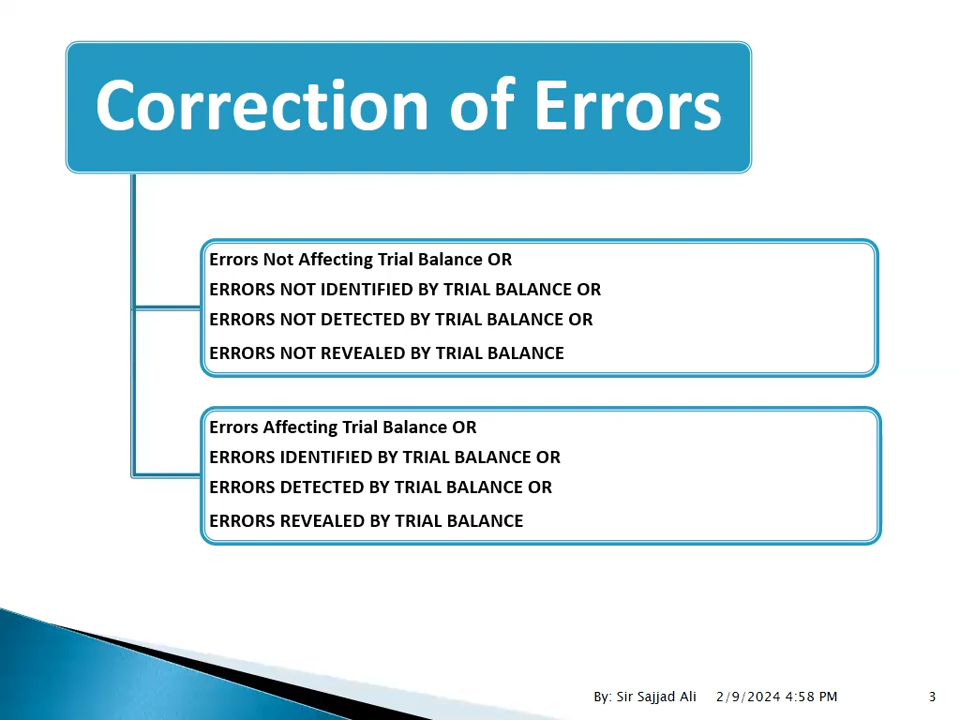 Correction of Errors
Errors Not Affecting Trial Balance OR
ERRORS NOT IDENTIFIED BY TRIAL BALANCE OR
ERRORS NOT DETECTED BY TRIAL BALANCE OR
ERRORS NOT REVEALED BY TRIAL BALANCE
Errors Affecting Trial Balance OR
ERRORS IDENTIFIED BY TRIAL BALANCE OR
ERRORS DETECTED BY TRIAL BALANCE OR
ERRORS REVEALED BY TRIAL BALANCE
By: Sir Sajjad Ali 2/9/2024 4:58 PM 3